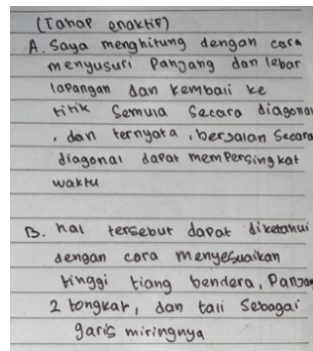 (Tahap enaktif)
A. Saya menghitung dengan cara
menyusuri Panjang dan lebar
lapangan dan kembali ke
titik Semula Secara diagonal
, dan ternyata , berjalan Secara
diagonal dapat memPersingkat
waktu
B. hal tersebut dapat diketahui
dengan cara menyesuaikan
tinggi tiang bendera, Panjang
2 tongkat, dan tali Sebagai
garis miringnya